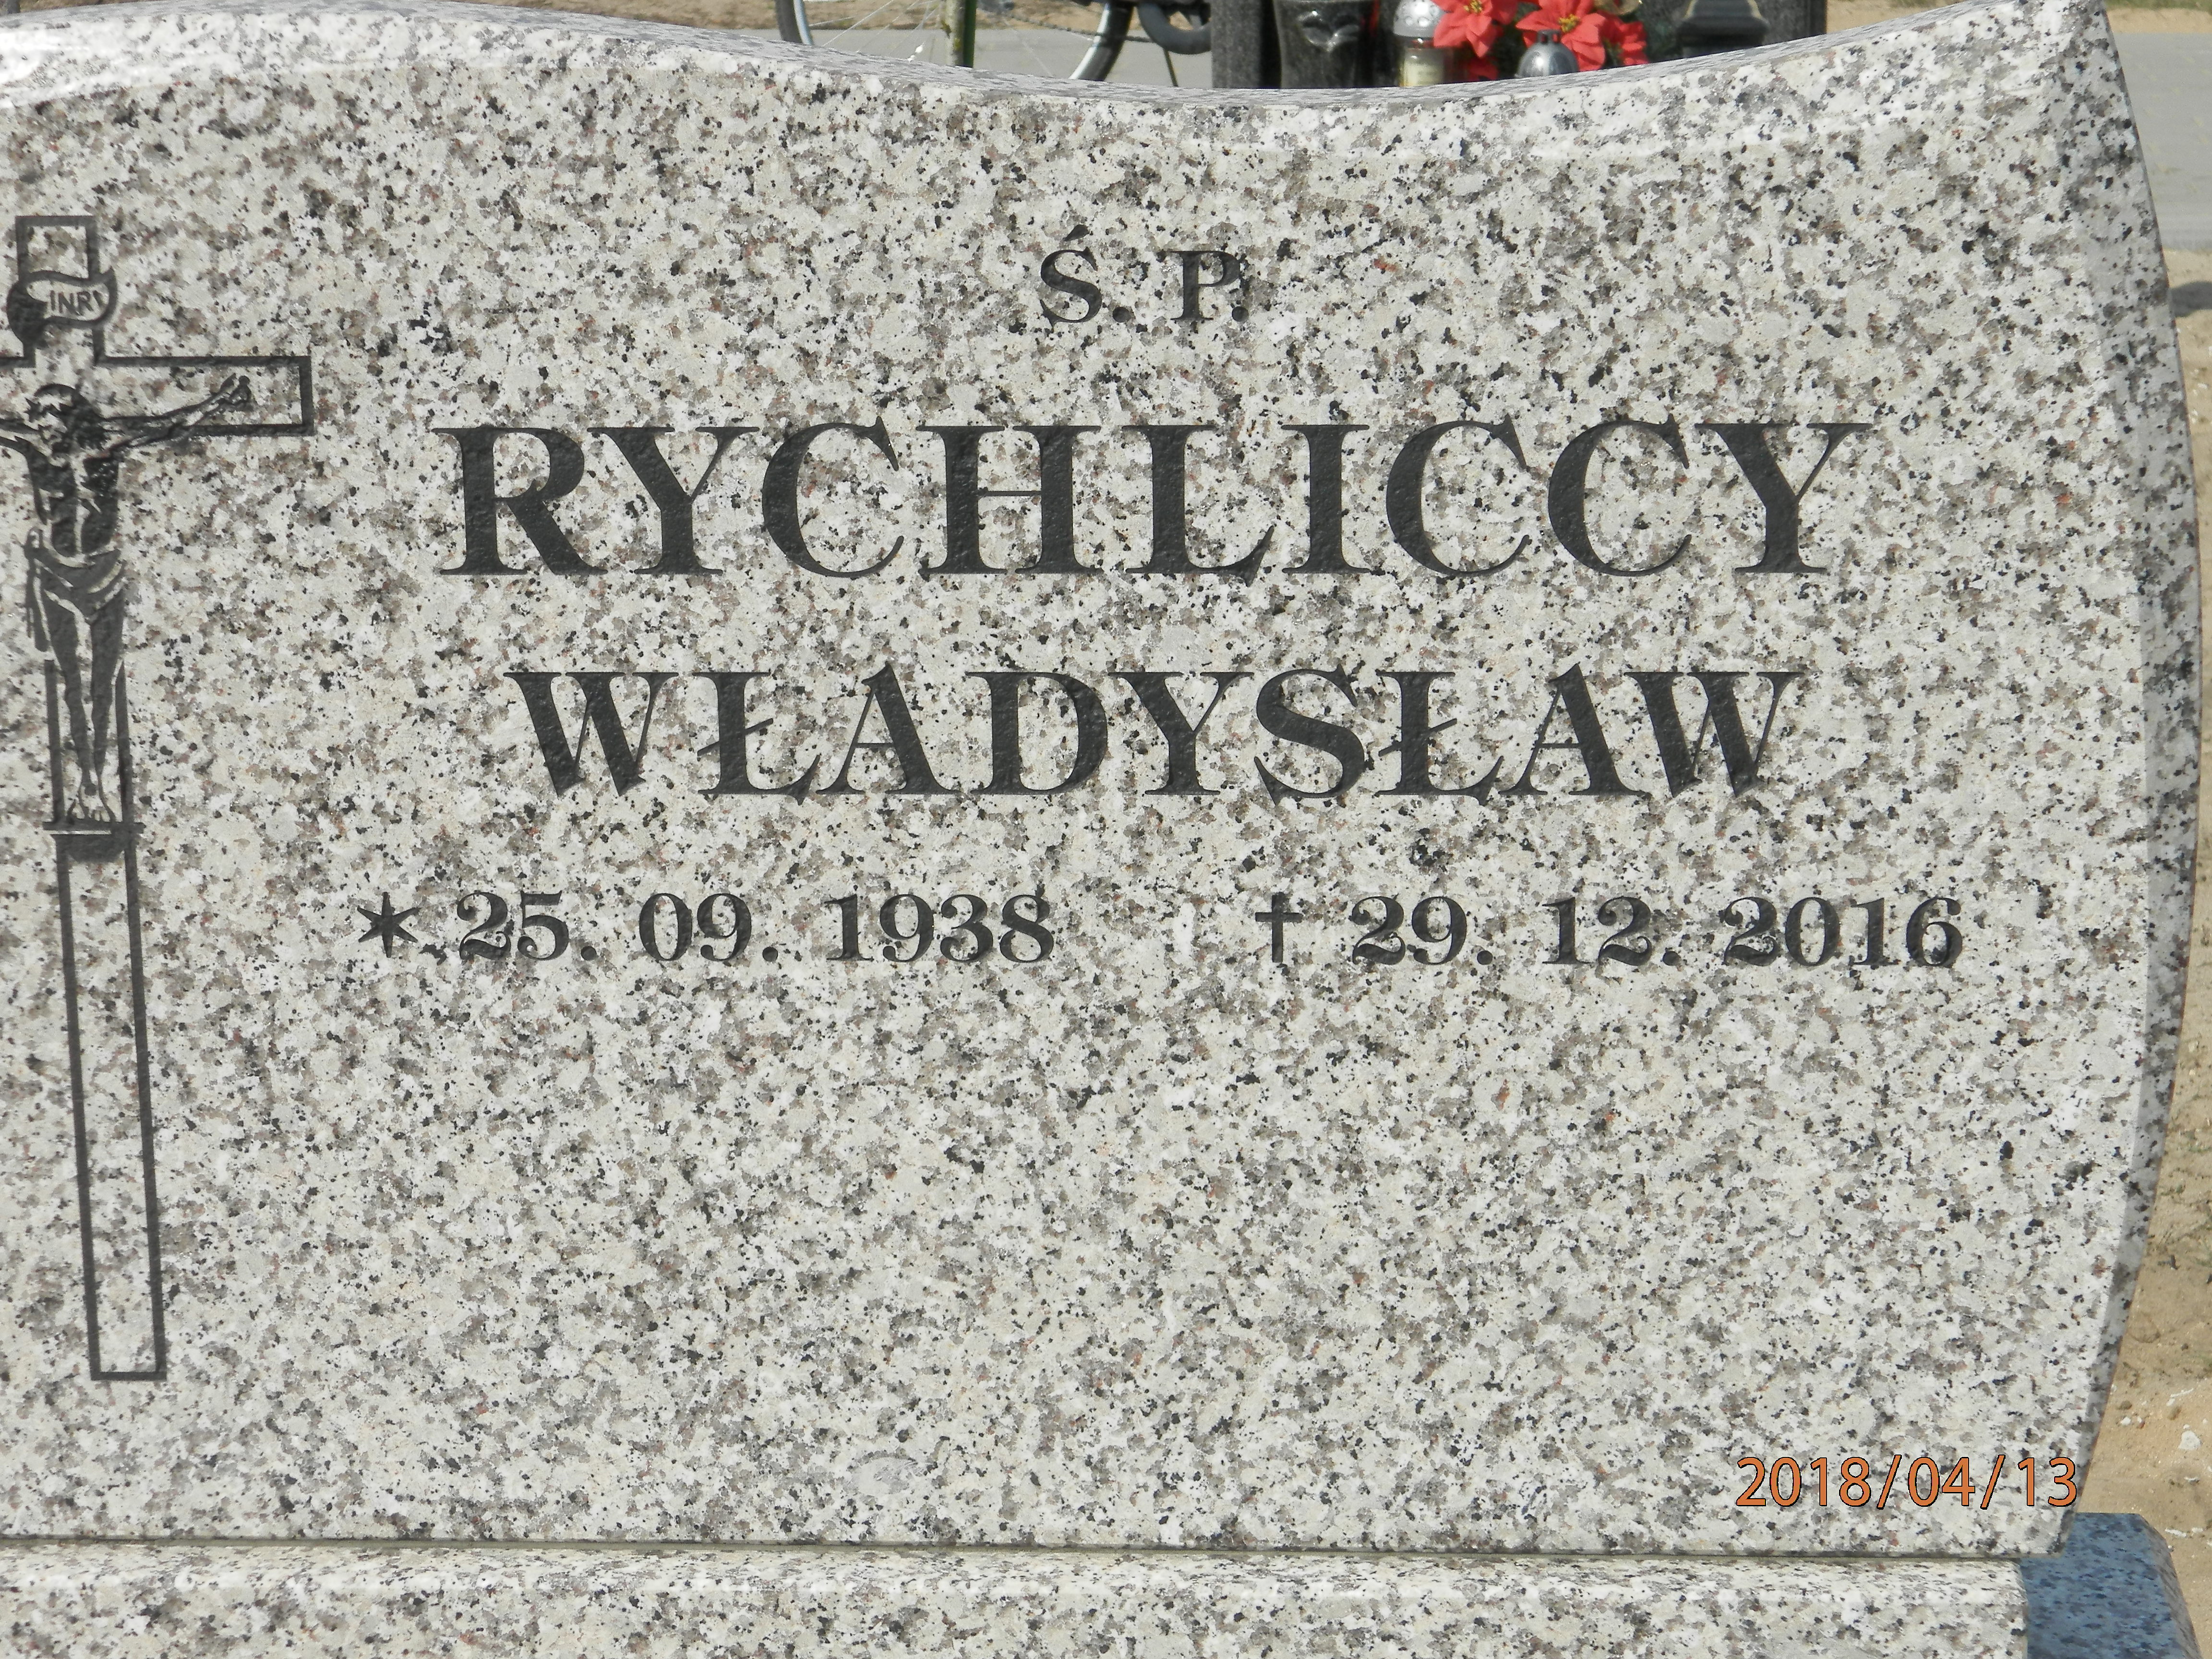 INRI
Ś. P.
RYCHLICCY
WŁADYSŁAW
* 25. 09. 1938 † 29. 12. 2016
2018/04/13